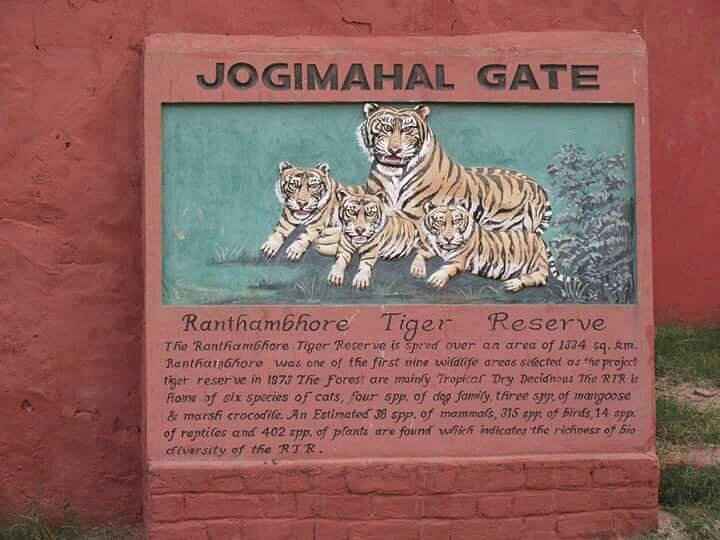 JOGIMAHAL GATE
Ranthambhore Tiger Reserve
The Ranthambhore Tiger Reserve is spred over an area of 1334 sq. km.
Ranthambhore was one of the first nine wildlife areas selected as the project
tiger reserve in 1973 The Forest are mainly Tropical Dry Decidnous The RTR is
home of six species of cats, four spp. of dog family, three spp. of mangoose
& marsh crocodile. An Estimated 38 spp. of mammals, 315 spp. of birds, 14 spp.
of reptiles and 402 spp. of plants are found which indicates the richness of bio
diversity of the RTR.